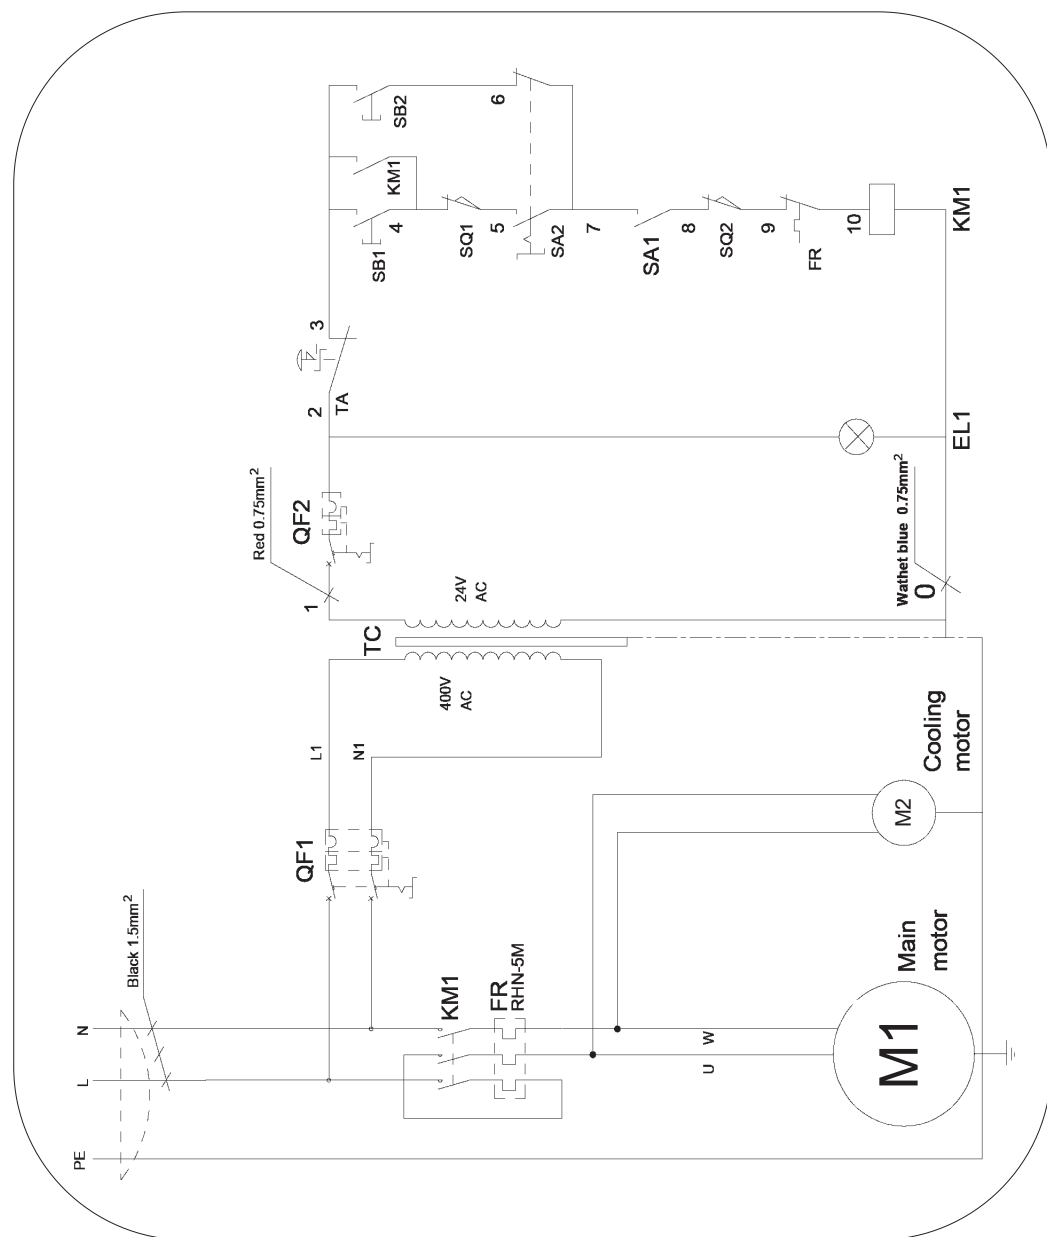 PE
L
N
Black 1.5mm²
KM1
FR
RHN-5M
U
W
M1
Main
motor
QF1
L1
N1
M2
Cooling
motor
TC
400V
AC
24V
AC
1
Red 0.75mm²
QF2
0
Wathet blue 0.75mm²
EL1
2
TA
3
SB1
4
KM1
SB2
SQ1
5
6
SA2
7
SA1
8
SQ2
9
FR
10
KM1